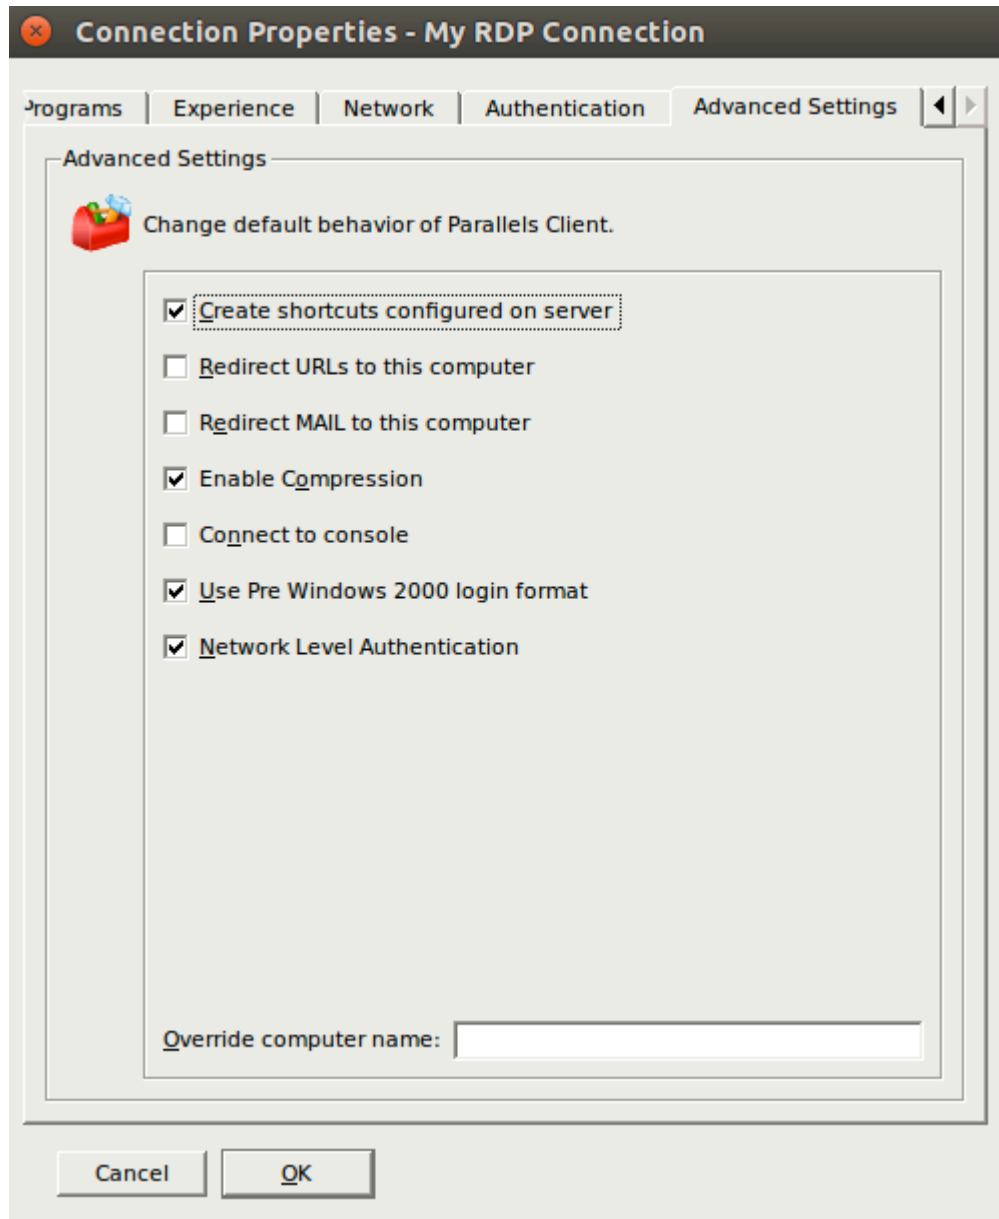 Connection Properties - My RDP Connection
Programs Experience Network Authentication Advanced Settings
Advanced Settings
Change default behavior of Parallels Client.
Create shortcuts configured on server
Redirect URLs to this computer
Redirect MAIL to this computer
Enable Compression
Connect to console
Use Pre Windows 2000 login format
Network Level Authentication
Override computer name:
Cancel OK